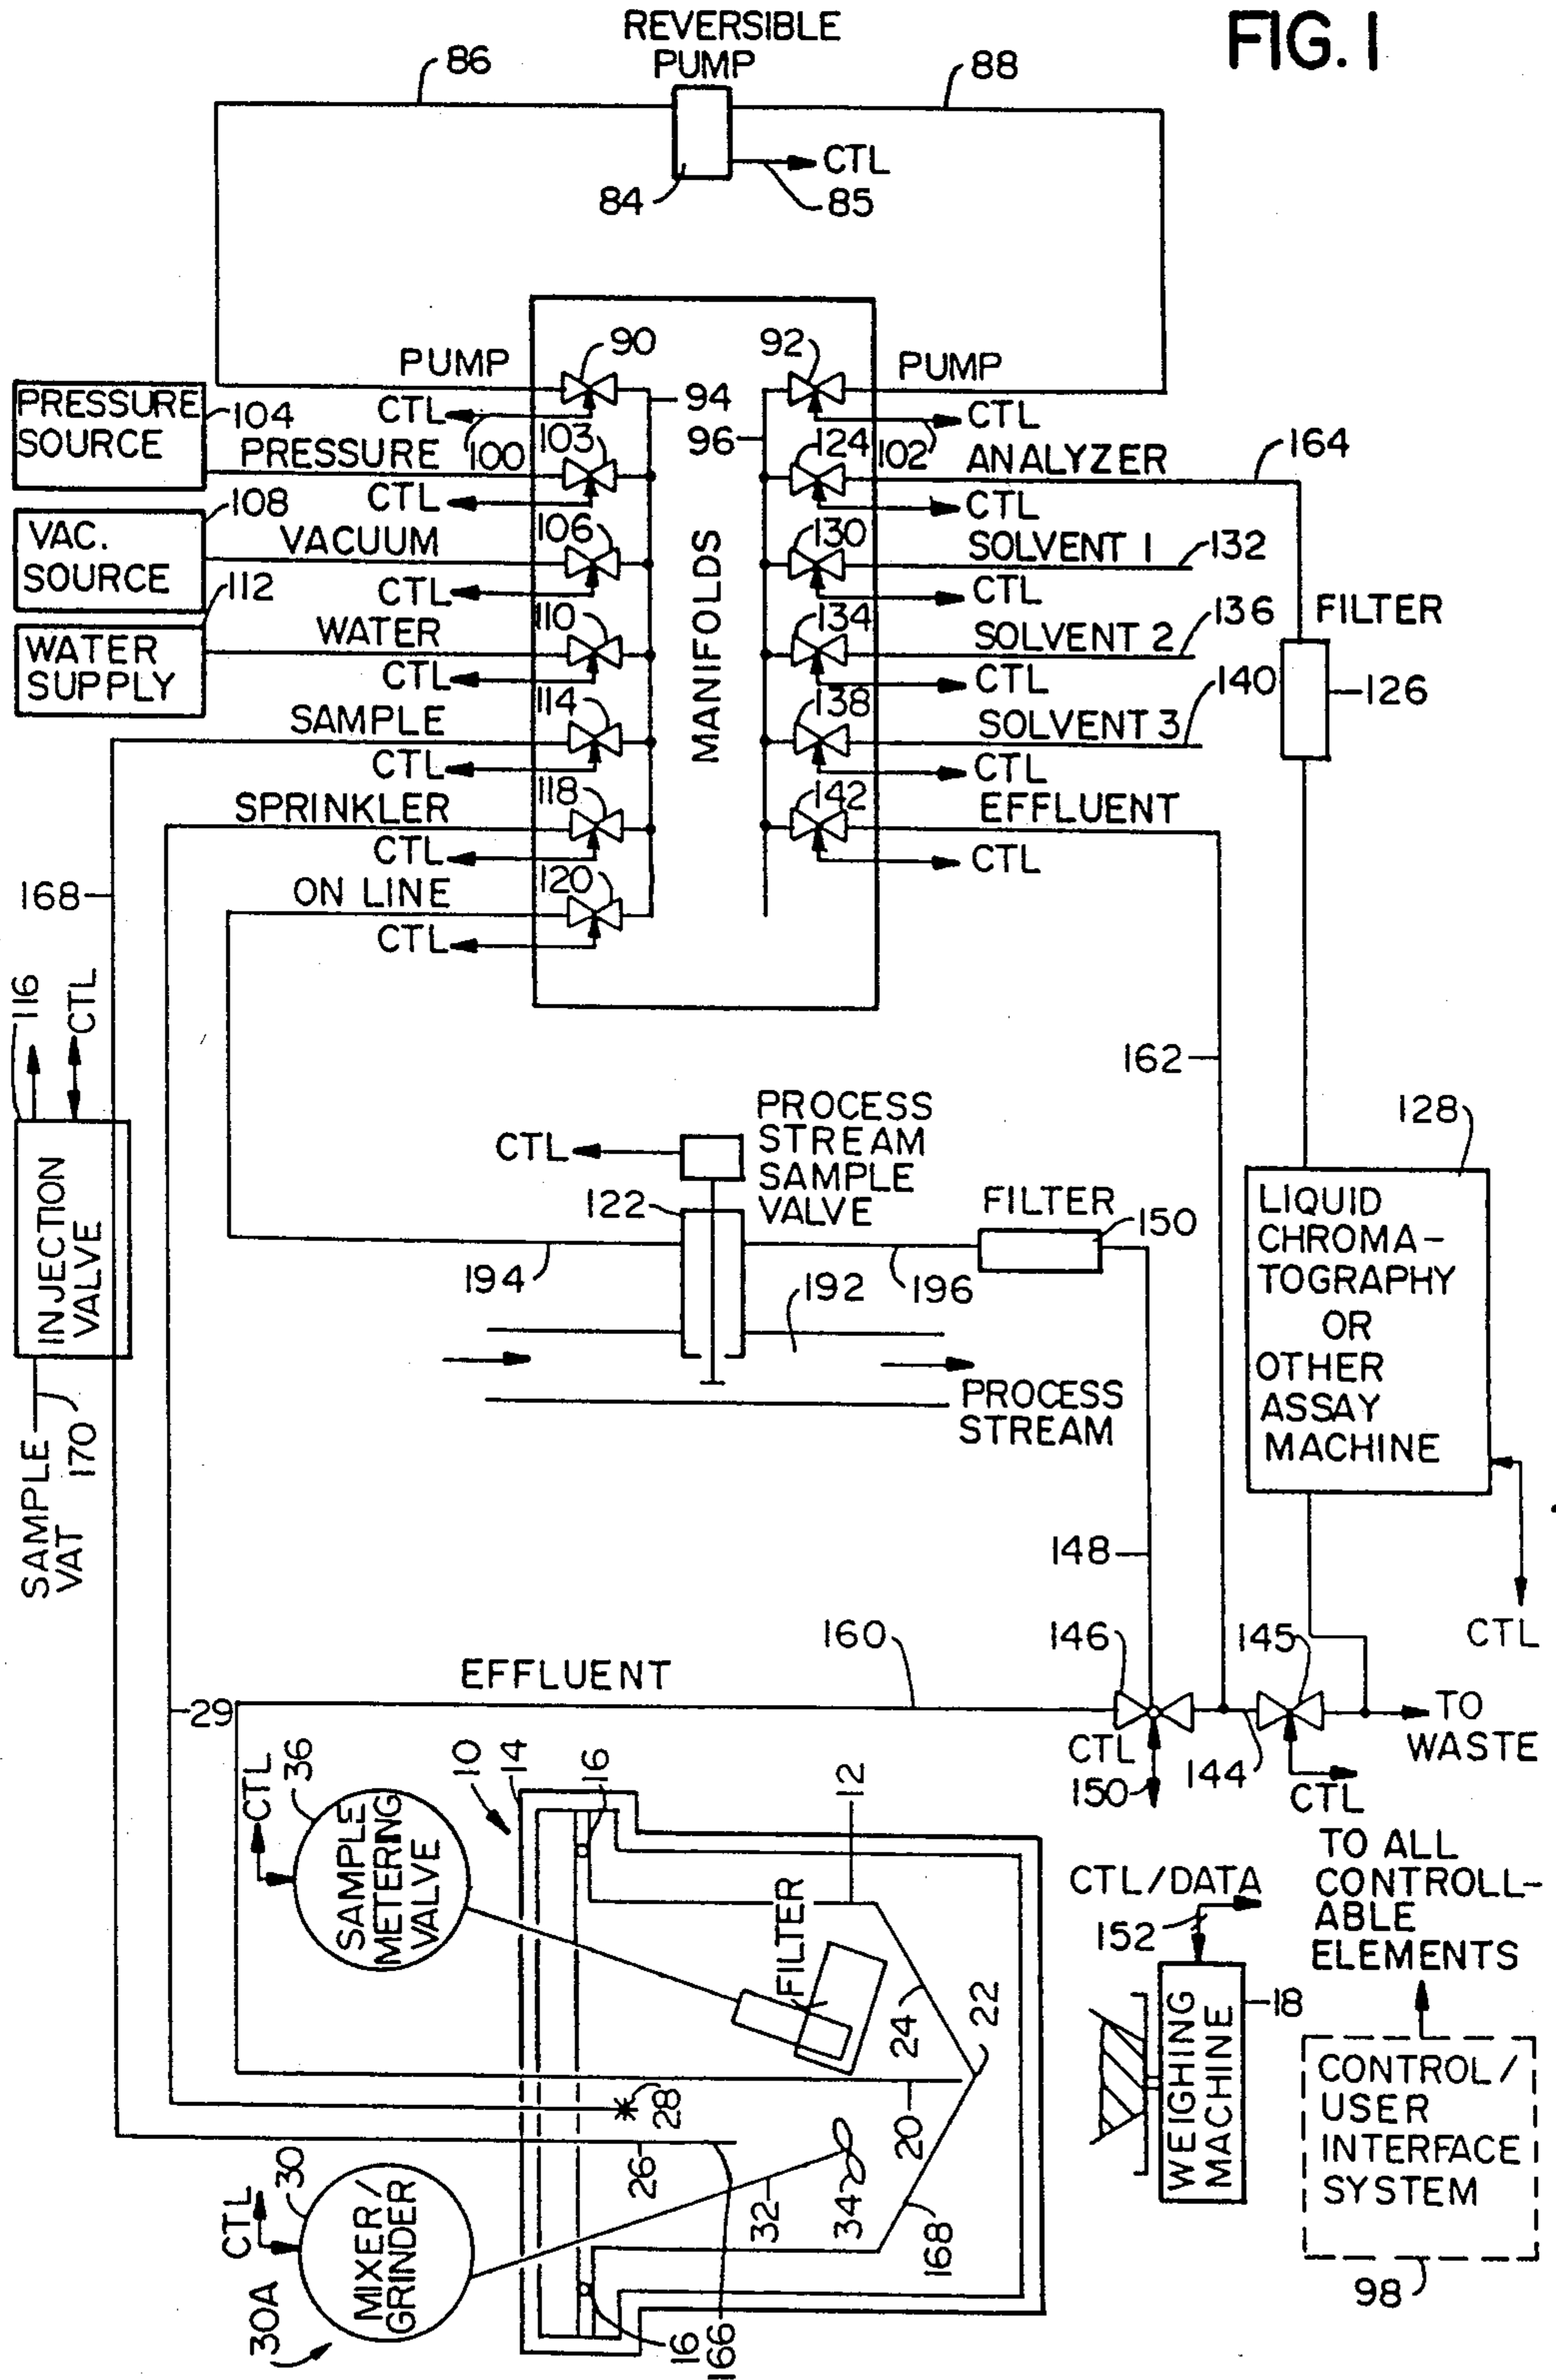 FIG. 1
REVERSIBLE
PUMP
86
88
CTL
84
85
PUMP
90
92
PUMP
PRESSURE
SOURCE
104
CTL
100
94
96
CTL
102
PRESSURE
103
124
ANALYZER
164
CTL
CTL
108
VAC.
SOURCE
VACUUM
106
130
SOLVENT 1
132
CTL
CTL
112
WATER
SUPPLY
WATER
110
134
SOLVENT 2
136
FILTER
126
CTL
CTL
MANIFOLDS
SAMPLE
114
138
SOLVENT 3
140
CTL
CTL
SPRINKLER
118
142
EFFLUENT
CTL
CTL
168
ON LINE
120
CTL
116
CTL
INJECTION
VALVE
SAMPLE
VAT
170
162
CTL
PROCESS
STREAM
SAMPLE
VALVE
122
FILTER
150
194
196
192
PROCESS
STREAM
128
LIQUID
CHROMA-
TOGRAPHY
OR
OTHER
ASSAY
MACHINE
CTL
148
EFFLUENT
160
146
145
29
CTL
150
144
CTL
TO
WASTE
CTL
36
SAMPLE
METERING
VALVE
10
14
16
12
FILTER
24
22
28
20
26
32
34
168
166
16
CTL
30
MIXER/
GRINDER
30A
CTL/DATA
152
WEIGHING
MACHINE
18
TO ALL
CONTROLL-
ABLE
ELEMENTS
CONTROL/
USER
INTERFACE
SYSTEM
98